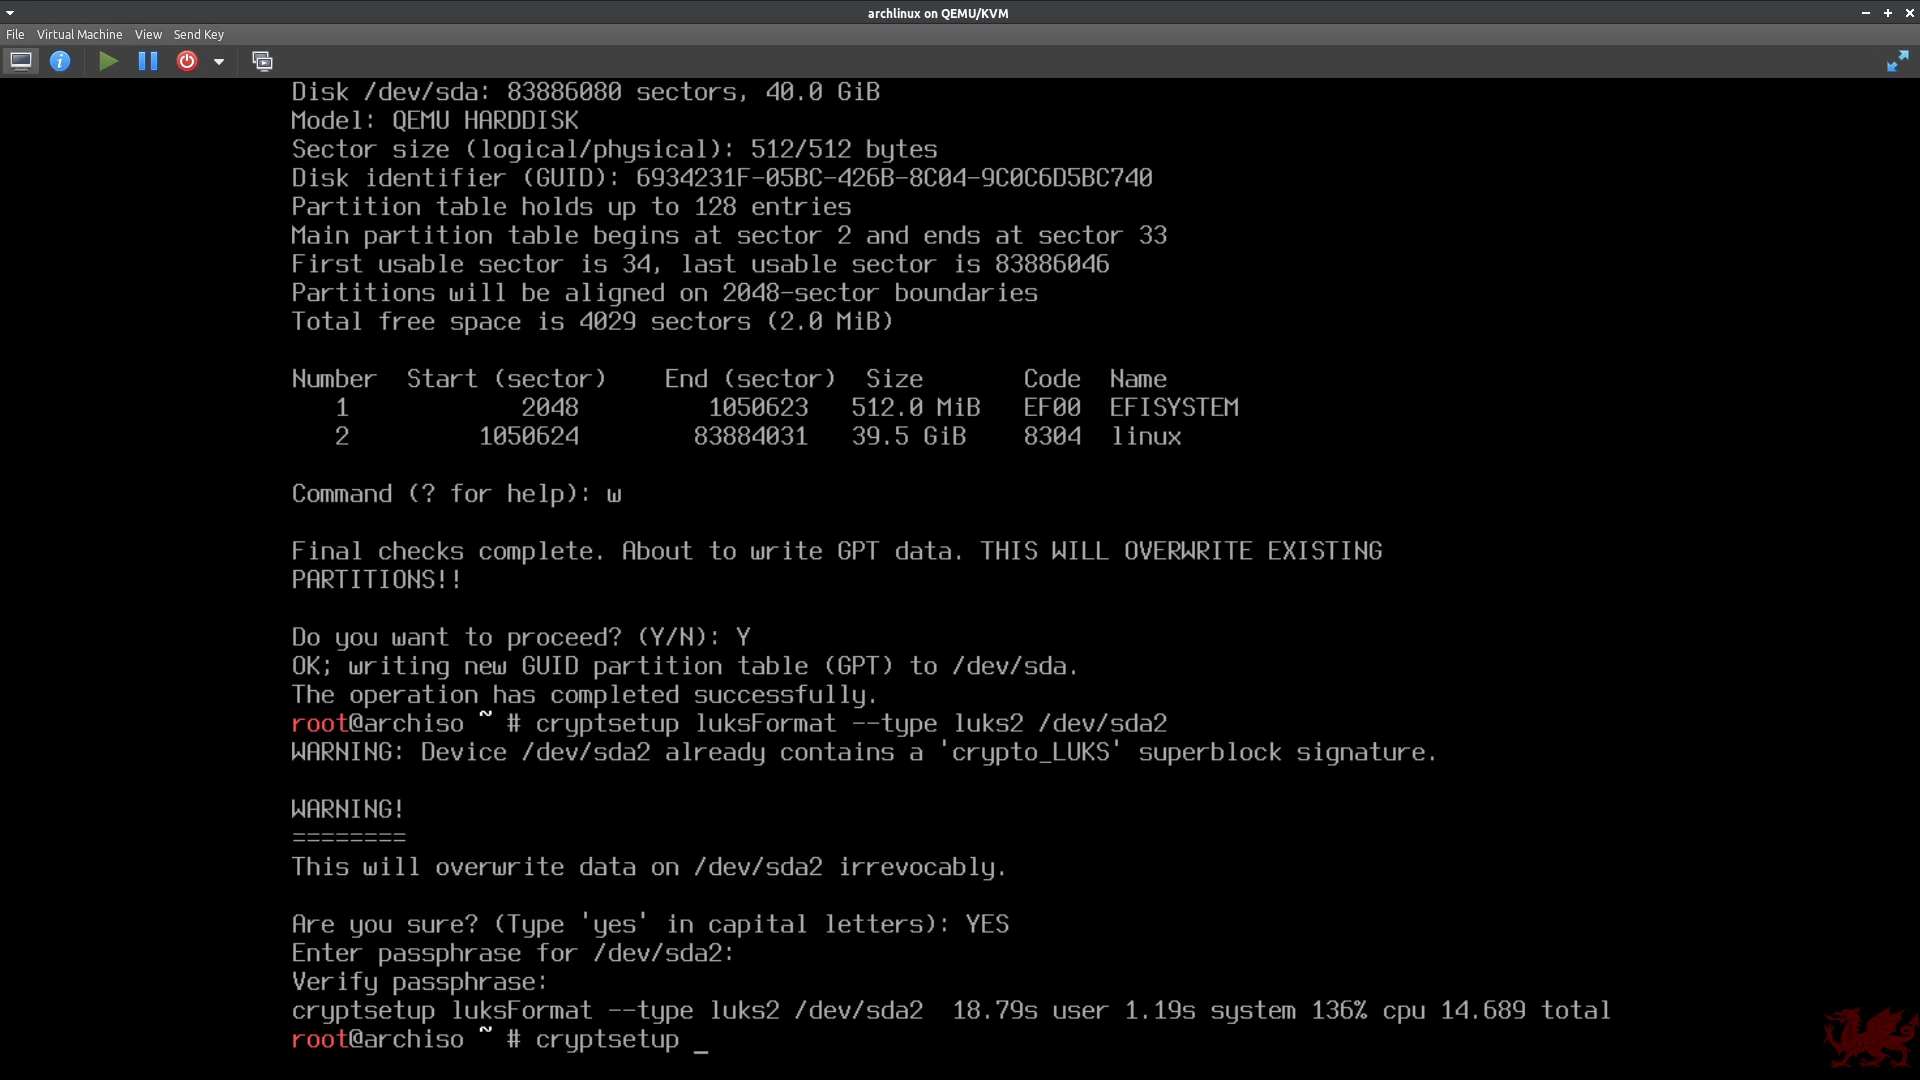 archlinux on QEMU/KVM
File Virtual Machine View Send Key
Disk /dev/sda: 83886080 sectors, 40.0 GiB
Model: QEMU HARDDISK
Sector size (logical/physical): 512/512 bytes
Disk identifier (GUID): 6934231F-05BC-426B-8C04-9C0C6D5BC740
Partition table holds up to 128 entries
Main partition table begins at sector 2 and ends at sector 33
First usable sector is 34, last usable sector is 83886046
Partitions will be aligned on 2048-sector boundaries
Total free space is 4029 sectors (2.0 MiB)
Number  Start (sector)    End (sector)  Size       Code  Name
   1            2048         1050623   512.0 MiB   EF00  EFISYSTEM
   2         1050624        83884031   39.5 GiB    8304  linux
Command (? for help): w
Final checks complete. About to write GPT data. THIS WILL OVERWRITE EXISTING
PARTITIONS!!
Do you want to proceed? (Y/N): Y
OK; writing new GUID partition table (GPT) to /dev/sda.
The operation has completed successfully.
root@archiso ~ # cryptsetup luksFormat --type luks2 /dev/sda2
WARNING: Device /dev/sda2 already contains a 'crypto_LUKS' superblock signature.
WARNING!
========
This will overwrite data on /dev/sda2 irrevocably.
Are you sure? (Type 'yes' in capital letters): YES
Enter passphrase for /dev/sda2:
Verify passphrase:
cryptsetup luksFormat --type luks2 /dev/sda2  18.79s user 1.19s system 136% cpu 14.689 total
root@archiso ~ # cryptsetup _